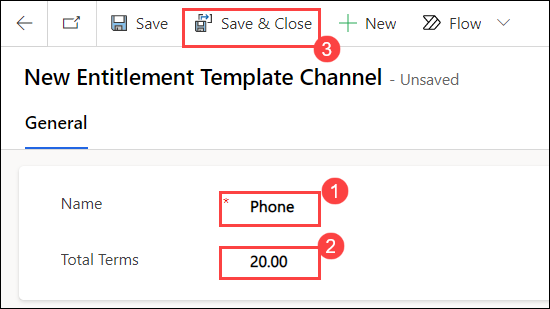 Save Save & Close New Flow
3
New Entitlement Template Channel - Unsaved
General
1
Name * Phone
2
Total Terms 20.00